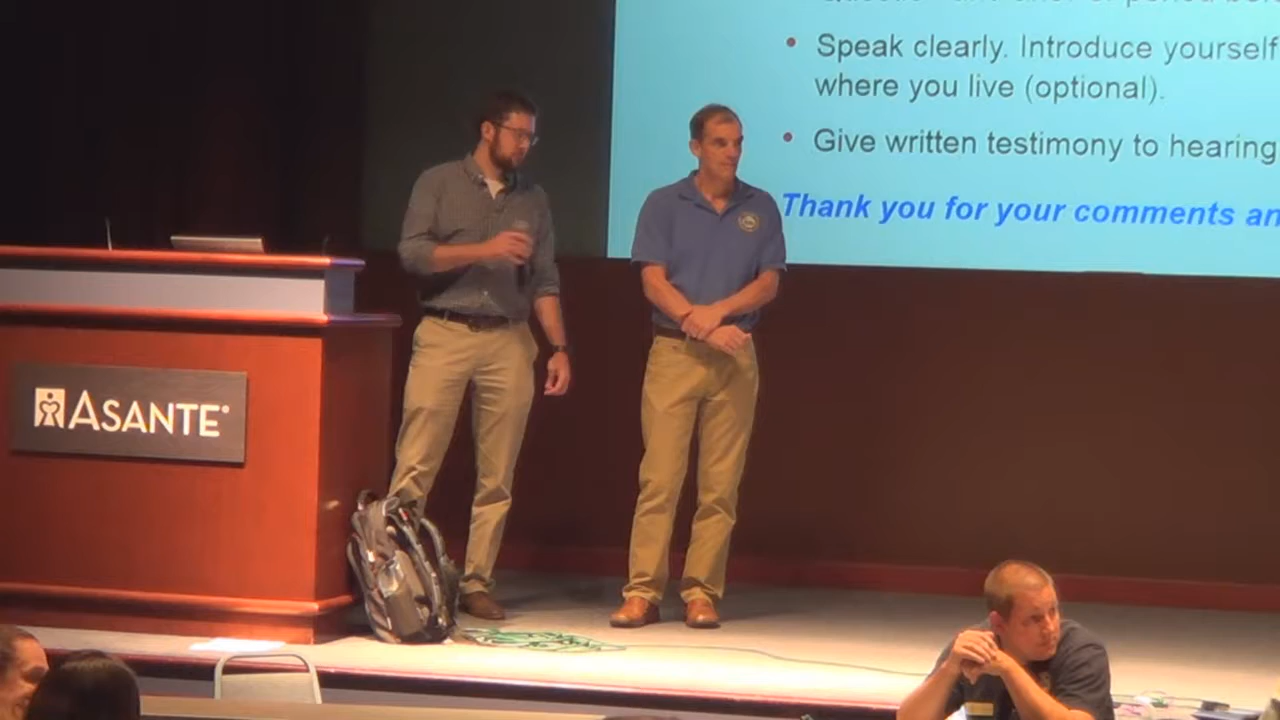 Speak clearly. Introduce yourself
where you live (optional).
Give written testimony to hearing
Thank you for your comments an
ASANTE